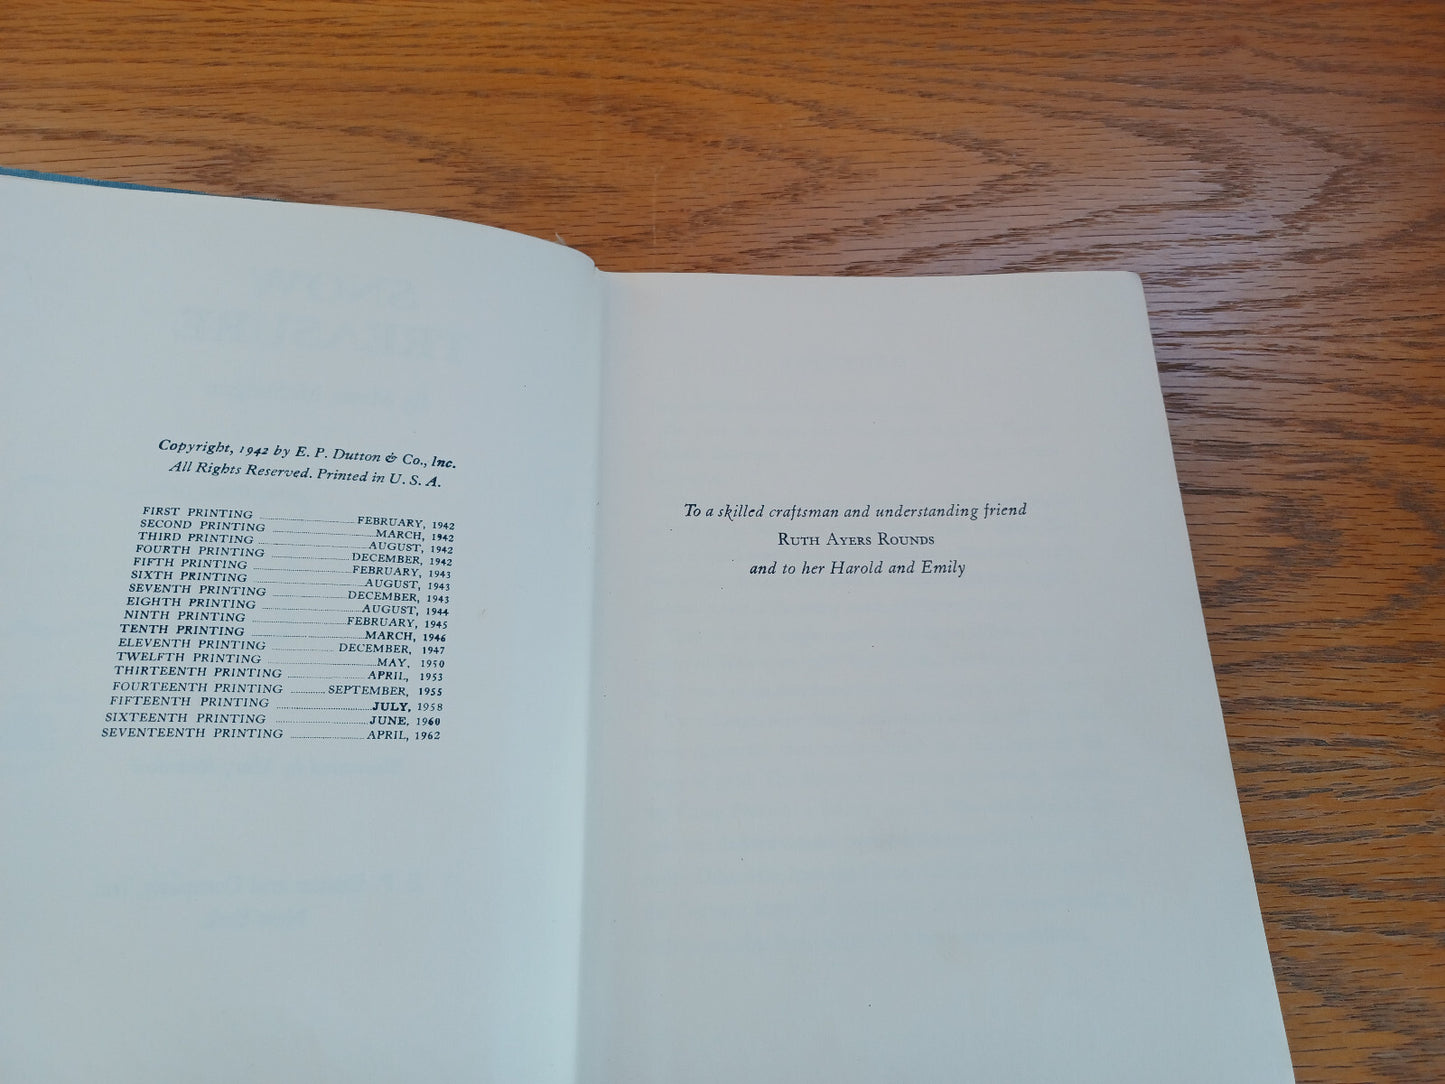 Copyright, 1942 by E. P. Dutton & Co., Inc.
All Rights Reserved. Printed in U. S. A.
FIRST PRINTING FEBRUARY, 1942
SECOND PRINTING MARCH, 1942
THIRD PRINTING AUGUST, 1942
FOURTH PRINTING DECEMBER, 1942
FIFTH PRINTING FEBRUARY, 1943
SIXTH PRINTING AUGUST, 1943
SEVENTH PRINTING DECEMBER, 1943
EIGHTH PRINTING AUGUST, 1944
NINTH PRINTING FEBRUARY, 1945
TENTH PRINTING MARCH, 1946
ELEVENTH PRINTING DECEMBER, 1947
TWELFTH PRINTING MAY, 1950
THIRTEENTH PRINTING APRIL, 1953
FOURTEENTH PRINTING SEPTEMBER, 1955
FIFTEENTH PRINTING JULY, 1958
SIXTEENTH PRINTING JUNE, 1960
SEVENTEENTH PRINTING APRIL, 1962
To a skilled craftsman and understanding friend
RUTH AYERS ROUNDS
and to her Harold and Emily